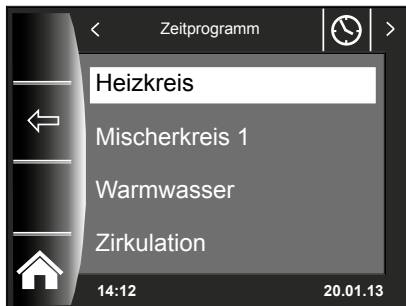 < Zeitprogramm >
Heizkreis
Mischerkreis 1
Warmwasser
Zirkulation
14:12 20.01.13